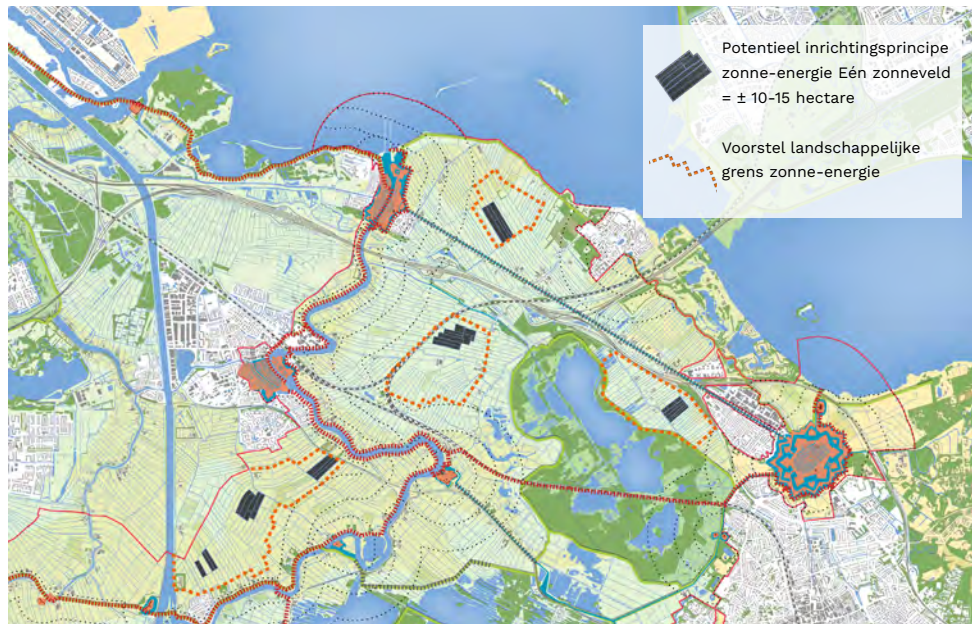 Potentieel inrichtingsprincipe
zonne-energie Eén zonneveld
= ± 10-15 hectare
Voorstel landschappelijke
grens zonne-energie